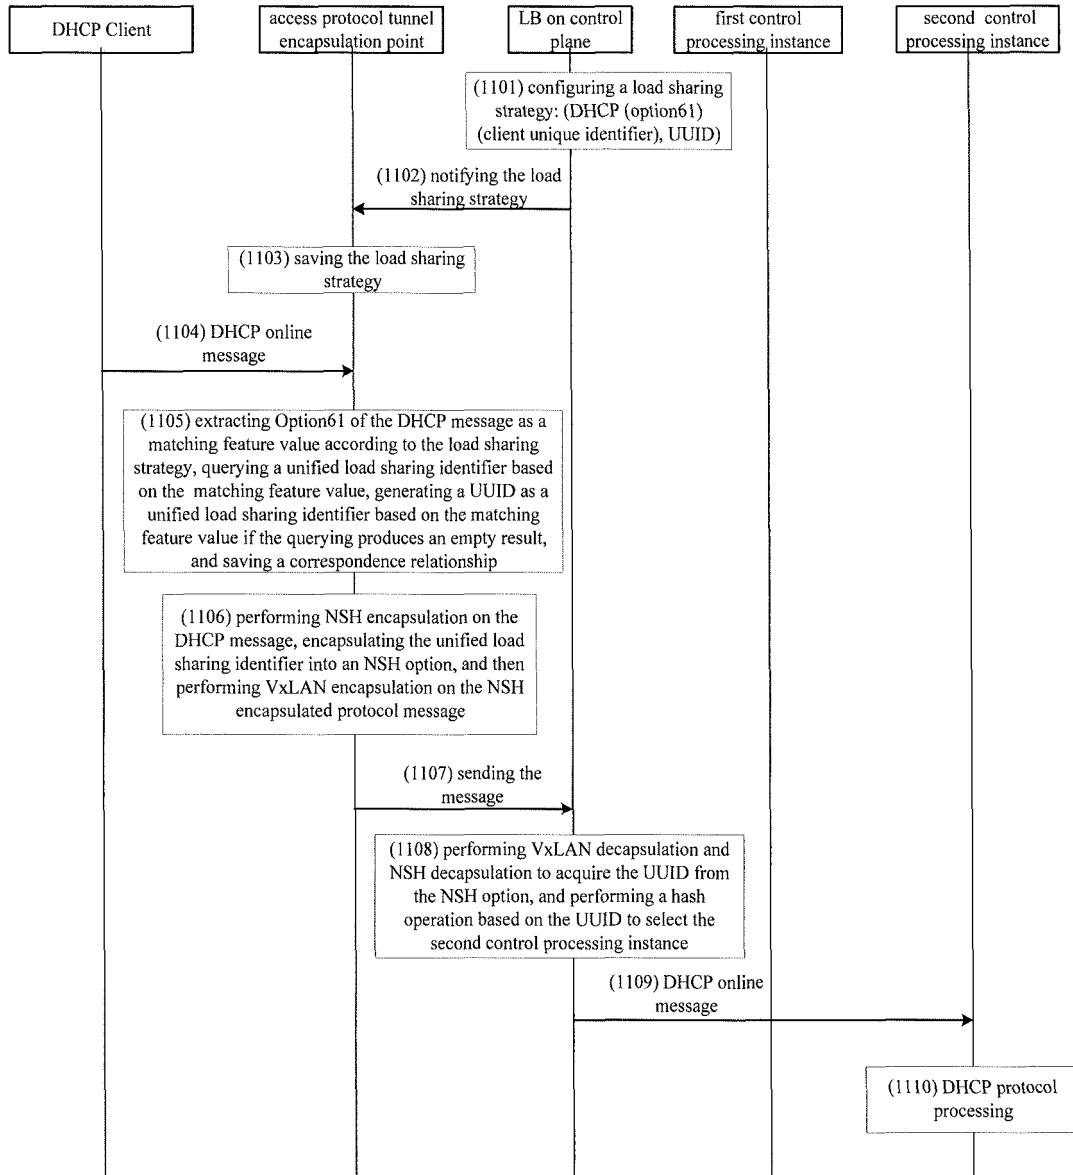 DHCP Client
access protocol tunnel
encapsulation point
LB on control
plane
first control
processing instance
second control
processing instance
(1101) configuring a load sharing
strategy: (DHCP (option61)
(client unique identifier), UUID)
(1102) notifying the load
sharing strategy
(1103) saving the load sharing
strategy
(1104) DHCP online
message
(1105) extracting Option61 of the DHCP message as a
matching feature value according to the load sharing
strategy, querying a unified load sharing identifier based
on the matching feature value, generating a UUID as a
unified load sharing identifier based on the matching
feature value if the querying produces an empty result,
and saving a correspondence relationship
(1106) performing NSH encapsulation on the
DHCP message, encapsulating the unified load
sharing identifier into an NSH option, and then
performing VxLAN encapsulation on the NSH
encapsulated protocol message
(1107) sending the
message
(1108) performing VxLAN decapsulation and
NSH decapsulation to acquire the UUID from
the NSH option, and performing a hash
operation based on the UUID to select the
second control processing instance
(1109) DHCP online
message
(1110) DHCP protocol
processing